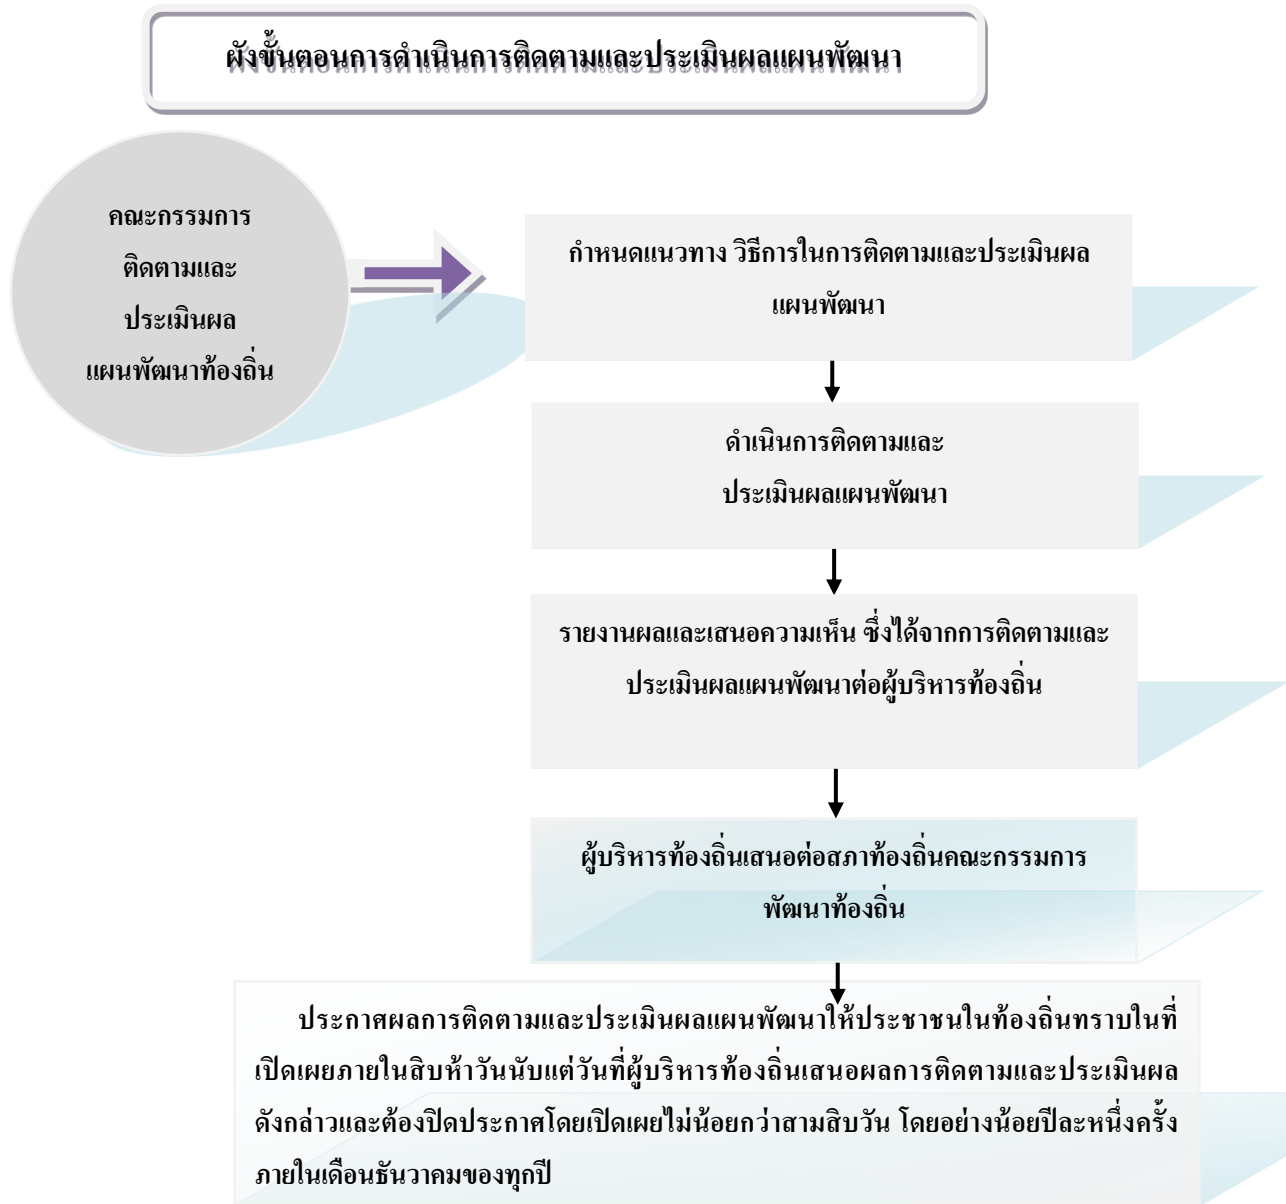 ผังขั้นตอนการดำเนินการติดตามและประเมินผลแผนพัฒนา
คณะกรรมการ
ติดตามและ
ประเมินผล
แผนพัฒนาท้องถิ่น
กำหนดแนวทาง วิธีการในการติดตามและประเมินผล
แผนพัฒนา
ดำเนินการติดตามและ
ประเมินผลแผนพัฒนา
รายงานผลและเสนอความเห็น ซึ่งได้จากการติดตามและ
ประเมินผลแผนพัฒนาต่อผู้บริหารท้องถิ่น
ผู้บริหารท้องถิ่นเสนอต่อสภาท้องถิ่นคณะกรรมการ
พัฒนาท้องถิ่น
ประกาศผลการติดตามและประเมินผลแผนพัฒนาให้ประชาชนในท้องถิ่นทราบในที่
เปิดเผยภายในสิบห้าวันนับแต่วันที่ผู้บริหารท้องถิ่นเสนอผลการติดตามและประเมินผล
ดังกล่าวและต้องปิดประกาศโดยเปิดเผยไม่น้อยกว่าสามสิบวัน โดยอย่างน้อยปีละหนึ่งครั้ง
ภายในเดือนธันวาคมของทุกปี